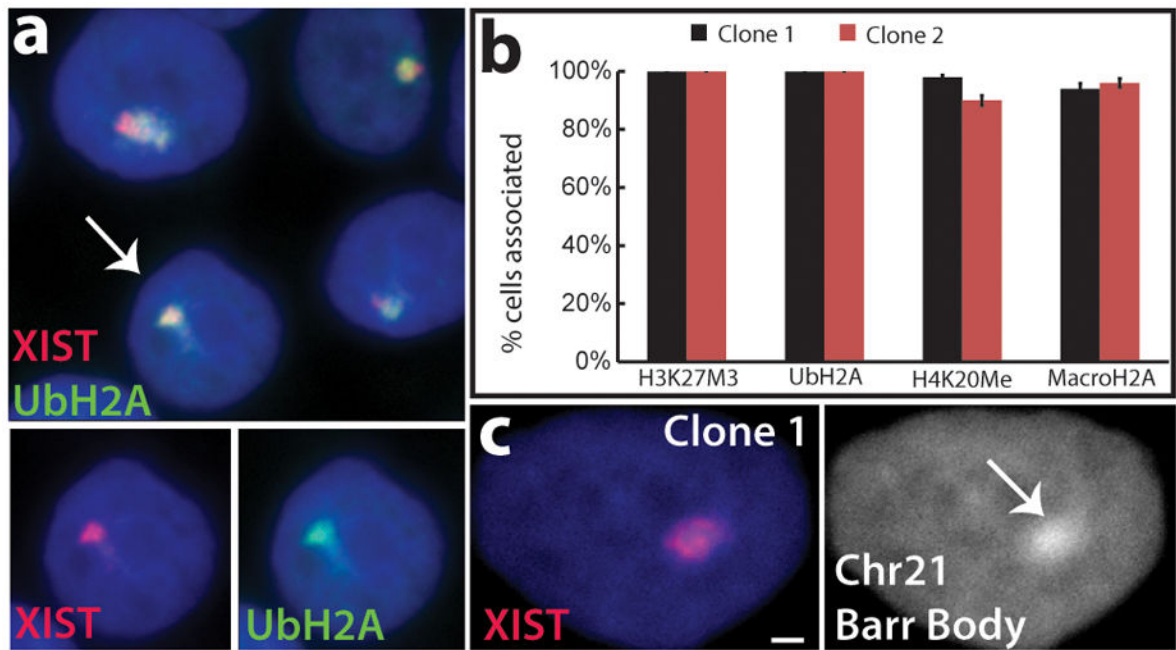 a
XIST
UbH2A
XIST
UbH2A
b
Clone 1
Clone 2
% cells associated
100%
80%
60%
40%
20%
0%
H3K27M3
UbH2A
H4K20Me
MacroH2A
c
Clone 1
XIST
Chr21
Barr Body